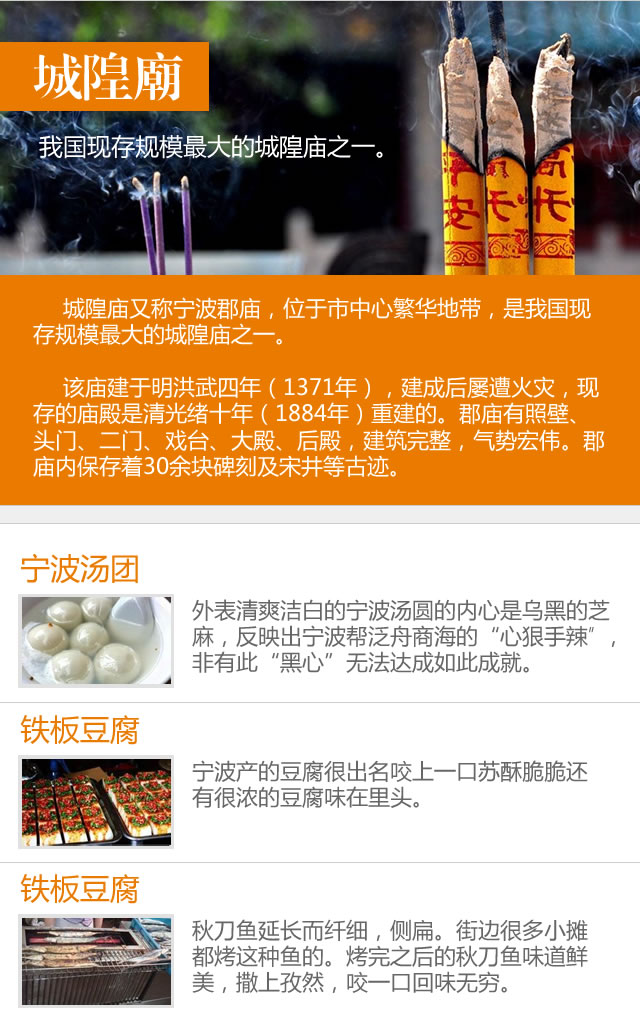 城隍廟
我国现存规模最大的城隍庙之一。
平安
城隍庙又称宁波郡庙，位于市中心繁华地带，是我国现
存规模最大的城隍庙之一。
该庙建于明洪武四年（1371年），建成后屡遭火灾，现
存的庙殿是清光绪十年（1884年）重建的。郡庙有照壁、
头门、二门、戏台、大殿、后殿，建筑完整，气势宏伟。郡
庙内保存着30余块碑刻及宋井等古迹。
宁波汤团
外表清爽洁白的宁波汤圆的内心是乌黑的芝
麻，反映出宁波帮泛舟商海的“心狠手辣”，
非有此“黑心”无法达成如此成就。
铁板豆腐
宁波产的豆腐很出名咬上一口苏酥脆脆还
有很浓的豆腐味在里头。
铁板豆腐
秋刀鱼延长而纤细，侧扁。街边很多小摊
都烤这种鱼的。烤完之后的秋刀鱼味道鲜
美，撒上孜然，咬一口回味无穷。